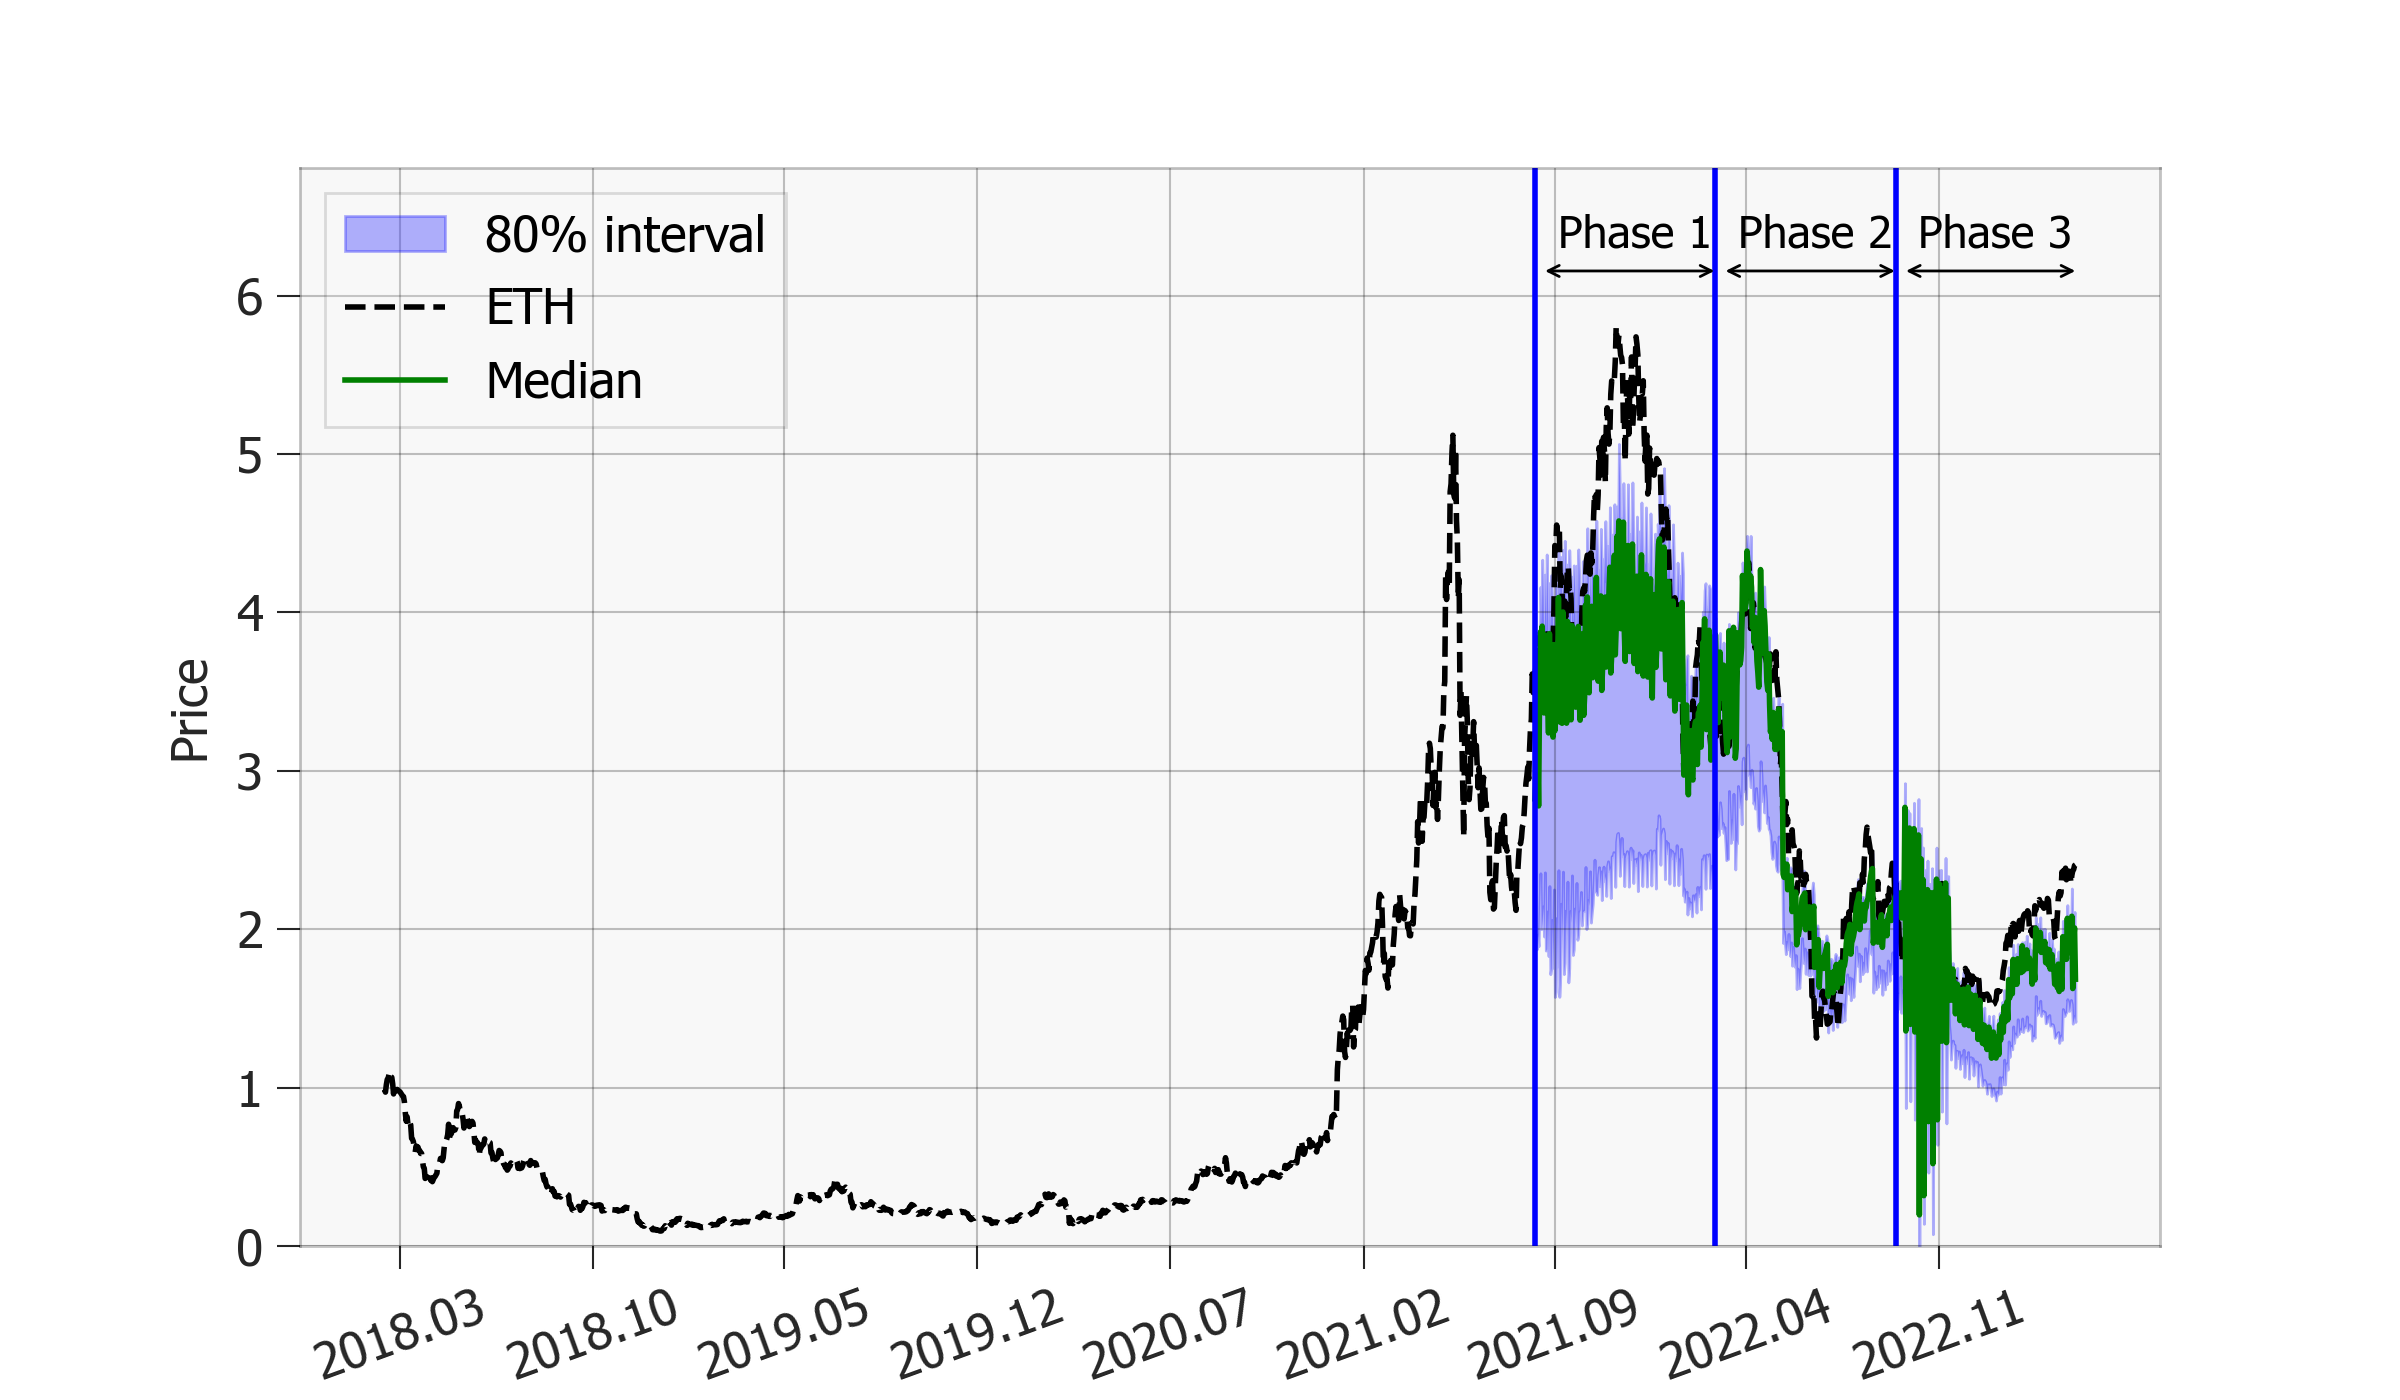 80% interval
ETH
Median
Phase 1
Phase 2
Phase 3
Price
6
5
4
3
2
1
0
2018.03
2018.10
2019.05
2019.12
2020.07
2021.02
2021.09
2022.04
2022.11